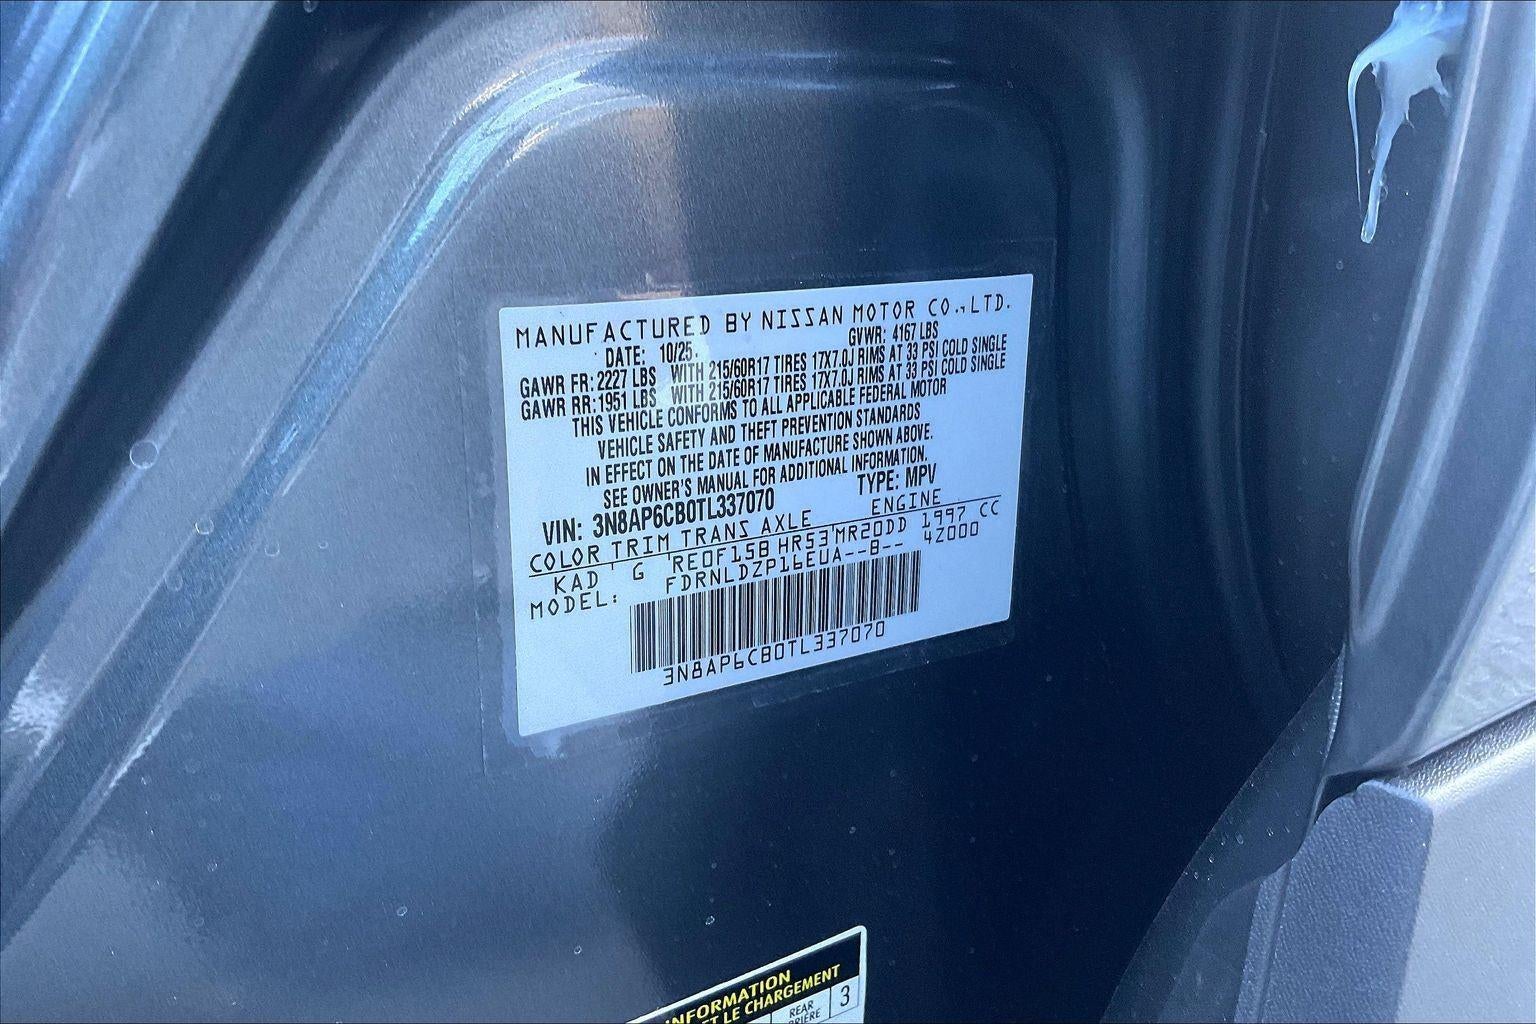 MANUFACTURED BY NISSAN MOTOR CO.,LTD.
DATE: 10/25 GVWR: 4167 LBS
GAWR FR: 2227 LBS WITH 215/60R17 TIRES 17X7.0J RIMS AT 33 PSI COLD SINGLE
GAWR RR: 1951 LBS WITH 215/60R17 TIRES 17X7.0J RIMS AT 33 PSI COLD SINGLE
THIS VEHICLE CONFORMS TO ALL APPLICABLE FEDERAL MOTOR
VEHICLE SAFETY AND THEFT PREVENTION STANDARDS
IN EFFECT ON THE DATE OF MANUFACTURE SHOWN ABOVE.
SEE OWNER'S MANUAL FOR ADDITIONAL INFORMATION.
VIN: 3N8AP6CB0TL337070 TYPE: MPV
COLOR TRIM TRANS AXLE ENGINE
KAD G RE0F15B HR53 MR20DD 1997 CC
MODEL: FDRNLDZP16EUA--B-- 4Z000
3N8AP6CB0TL337070
INFORMATION
ET LE CHARGEMENT
REAR 3